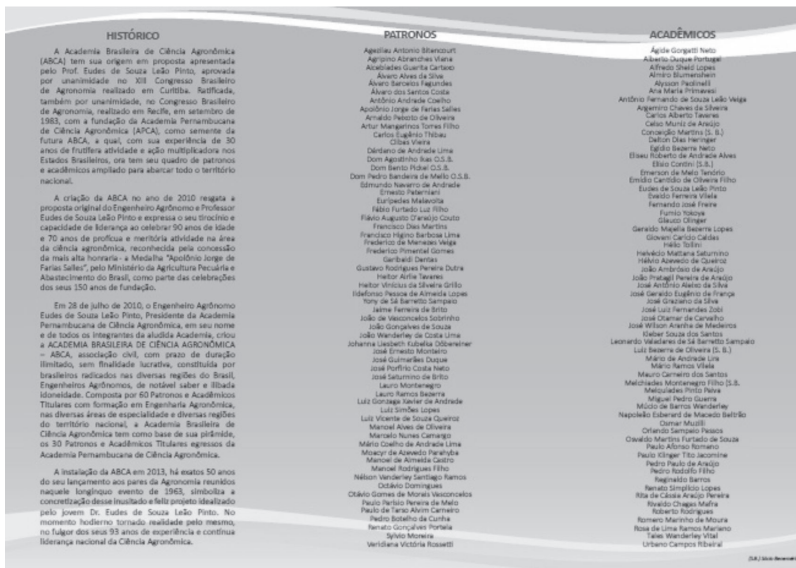 HISTÓRICO
A Academia Brasileira de Ciência Agronômica
(ABCA) tem sua origem em proposta apresentada
pelo Prof. Eudes de Souza Leão Pinto, aprovada
por unanimidade no XIII Congresso Brasileiro
de Agronomia realizado em Curitiba. Ratificada,
também por unanimidade, no Congresso Brasileiro
de Agronomia, realizado em Recife, em setembro de
1983, com a fundação da Academia Pernambucana
de Ciência Agronômica (APCA), como semente da
futura ABCA, a qual, com sua experiência de 30
anos de frutífera atividade e ação multiplicadora nos
Estados Brasileiros, ora tem seu quadro de patronos
e acadêmicos ampliado para abarcar todo o território
nacional.
A criação da ABCA no ano de 2010 resgata a
proposta original do Engenheiro Agrônomo e Professor
Eudes de Souza Leão Pinto e expressa o seu tirocínio e
capacidade de liderança ao celebrar 90 anos de idade
e 70 anos de profícua e meritória atividade na área
da ciência agronômica, reconhecida pela concessão
da mais alta honraria - a Medalha "Apolônio Jorge de
Farias Salles", pelo Ministério da Agricultura Pecuária e
Abastecimento do Brasil, como parte das celebrações
dos seus 150 anos de fundação.
Em 28 de julho de 2010, o Engenheiro Agrônomo
Eudes de Souza Leão Pinto, Presidente da Academia
Pernambucana de Ciência Agronômica, em seu nome
e de todos os integrantes da aludida Academia, criou
a ACADEMIA BRASILEIRA DE CIÊNCIA AGRONÔMICA
– ABCA, associação civil, com prazo de duração
ilimitado, sem finalidade lucrativa, constituída por
brasileiros radicados nas diversas regiões do Brasil,
Engenheiros Agrônomos, de notável saber e ilibada
idoneidade. Composta por 60 Patronos e Acadêmicos
Titulares com formação em Engenharia Agronômica,
nas diversas áreas de especialidade e diversas regiões
do território nacional, a Academia Brasileira de
Ciência Agronômica tem como base de sua pirâmide,
os 30 Patronos e Acadêmicos Titulares egressos da
Academia Pernambucana de Ciência Agronômica.
A instalação da ABCA em 2013, há exatos 50 anos
do seu lançamento aos pares da Agronomia reunidos
naquele longínquo evento de 1963, simboliza a
concretização desse inusitado e feliz projeto idealizado
pelo jovem Dr. Eudes de Souza Leão Pinto. No
momento hodierno tornado realidade pelo mesmo,
no fulgor dos seus 93 anos de experiência e contínua
liderança nacional da Ciência Agronômica.
PATRONOS
Agesilau Antonio Bitancourt
Agripino Abranches Viana
Alcebíades Guarita Cartaxo
Álvaro Alves da Silva
Álvaro Barcelos Fagundes
Álvaro dos Santos Costa
Antônio Andrade Coelho
Apolônio Jorge de Farias Salles
Arnaldo Peixoto de Oliveira
Artur Mangarinos Torres Filho
Carlos Eugênio Thibau
Clibas Vieira
Dárdano de Andrade Lima
Dom Agostinho Ikas O.S.B.
Dom Bento Pickel O.S.B.
Dom Pedro Bandeira de Mello O.S.B.
Edmundo Navarro de Andrade
Ernesto Paterniani
Eurípedes Malavolta
Fábio Furtado Luz Filho
Flávio Augusto D'araújo Couto
Francisco Dias Martins
Francisco Higino Barbosa Lima
Frederico de Menezes Veiga
Frederico Pimentel Gomes
Garibaldi Dantas
Gustavo Rodrigues Pereira Dutra
Heitor Airlie Tavares
Heitor Vinícius da Silveira Grillo
Ildefonso Pessoa de Almeida Lopes
Yony de Sá Barretto Sampaio
Jaime Ferreira de Brito
João de Vasconcelos Sobrinho
João Gonçalves de Souza
João Wanderley da Costa Lima
Johanna Liesbeth Kubelka Döbereiner
José Ernesto Monteiro
José Guimarães Duque
José Porfírio Costa Neto
José Saturnino de Brito
Lauro Montenegro
Lauro Ramos Bezerra
Luiz Gonzaga Xavier de Andrade
Luiz Simões Lopes
Luiz Vicente de Souza Queiroz
Manoel Alves de Oliveira
Marcelo Nunes Camargo
Mário Coelho de Andrade Lima
Moacyr de Azevedo Parahyba
Manoel de Almeida Castro
Manoel Rodrigues Filho
Nélson Venderley Santiago Ramos
Octávio Domingues
Otávio Gomes de Morais Vasconcelos
Paulo Parísio Pereira de Melo
Paulo de Tarso Alvim Carneiro
Pedro Botelho da Cunha
Renato Gonçalves Portela
Sylvio Moreira
Veridiana Victória Rossetti
ACADÊMICOS
Ágide Gorgatti Neto
Alberto Duque Portugal
Alfredo Sheid Lopes
Almiro Blumenshein
Alysson Paolinelli
Ana Maria Primavesi
Antônio Fernando de Souza Leão Veiga
Argemiro Chaves da Silveira
Carlos Alberto Tavares
Celso Muniz de Araújo
Conceição Martins (S. B.)
Dalton Dias Heringer
Egídio Bezerra Neto
Eliseu Roberto de Andrade Alves
Elísio Contini (S.B.)
Emerson de Melo Tenório
Emídio Cantídio de Oliveira Filho
Eudes de Souza Leão Pinto
Evaldo Ferreira Vilela
Fernando José Freire
Fumio Yokoya
Glauco Olinger
Geraldo Majella Bezerra Lopes
Giovani Carício Caldas
Hélio Tollini
Helvécio Mattana Saturnino
Hélvio Azevedo de Queiroz
João Ambrósio de Araújo
João Pratagil Pereira de Araujo
José Antônio Aleixo da Silva
José Geraldo Eugênio de França
José Graziano da Silva
José Luiz Fernandes Zobi
José Otamar de Carvalho
José Wilson Aranha de Medeiros
Kleber Souza dos Santos
Leonardo Valadares de Sá Barretto Sampaio
Luiz Bezerra de Oliveira (S. B.)
Mário de Andrade Lira
Mário Ramos Vilela
Mauro Carneiro dos Santos
Melchíades Montenegro Filho (S.B.
Melquíades Pinto Paiva
Miguel Pedro Guerra
Múcio de Barros Wanderley
Napoleão Esberard de Macedo Beltrão
Osmar Muzilli
Orlando Sampaio Passos
Osvaldo Martins Furtado de Souza
Paulo Afonso Romano
Paulo Klinger Tito Jacomine
Pedro Paulo de Araújo
Pedro Rodolfo Filho
Reginaldo Barros
Renato Simplício Lopes
Rita de Cássia Araújo Pereira
Rivaldo Chagas Mafra
Roberto Rodrigues
Romero Marinho de Moura
Rosa de Lima Ramos Mariano
Tales Wanderley Vital
Urbano Campos Ribeiral